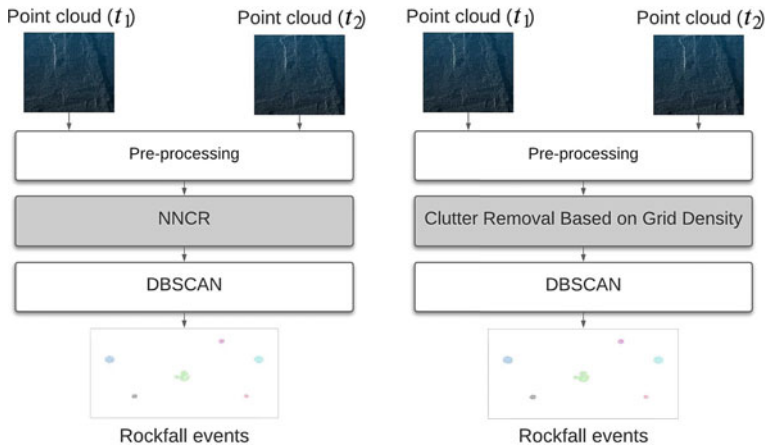 Point cloud (t1)
Point cloud (t2)
Pre-processing
NNCR
DBSCAN
Rockfall events
Point cloud (t1)
Point cloud (t2)
Pre-processing
Clutter Removal Based on Grid Density
DBSCAN
Rockfall events